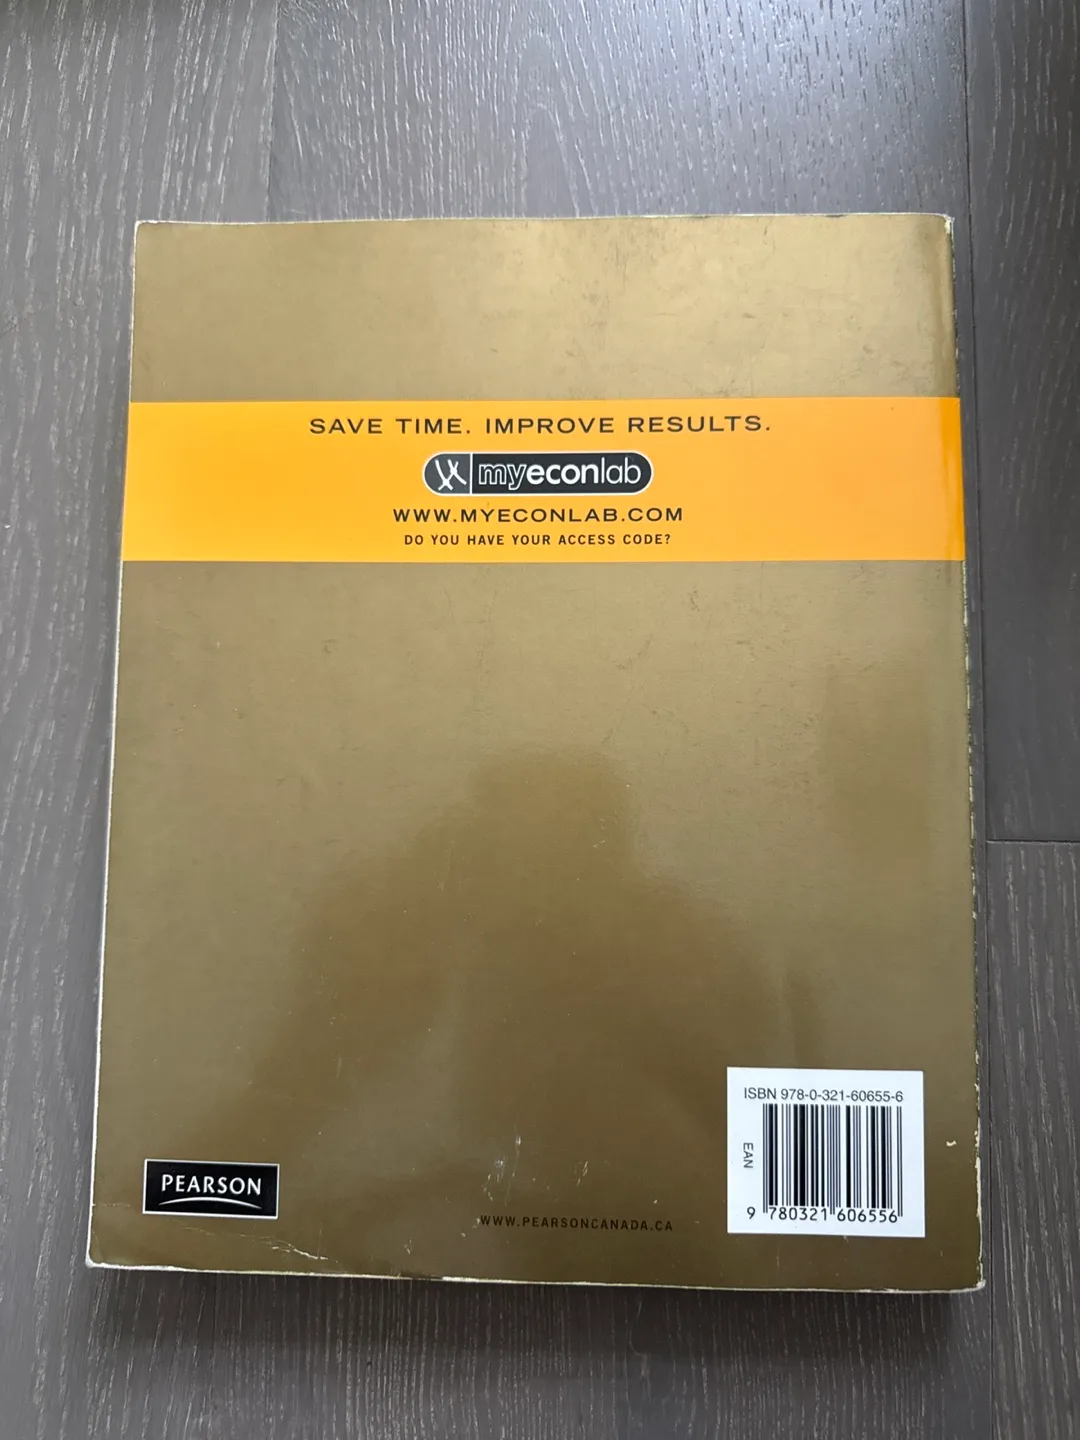 SAVE TIME. IMPROVE RESULTS.
myeconlab
WWW.MYECONLAB.COM
DO YOU HAVE YOUR ACCESS CODE?
ISBN 978-0-321-60655-6
EAN
9 780321 606556
PEARSON
WWW.PEARSONCANADA.CA